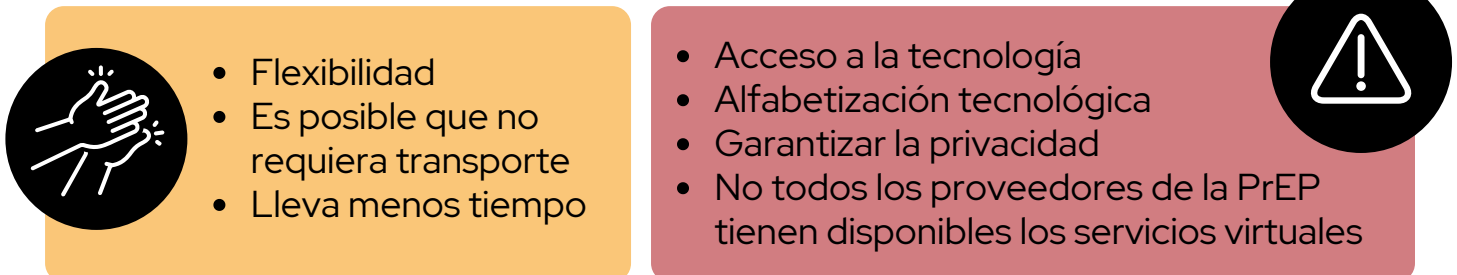 • Flexibilidad
• Es posible que no
requiera transporte
• Lleva menos tiempo
• Acceso a la tecnología
• Alfabetización tecnológica
• Garantizar la privacidad
• No todos los proveedores de la PrEP
tienen disponibles los servicios virtuales